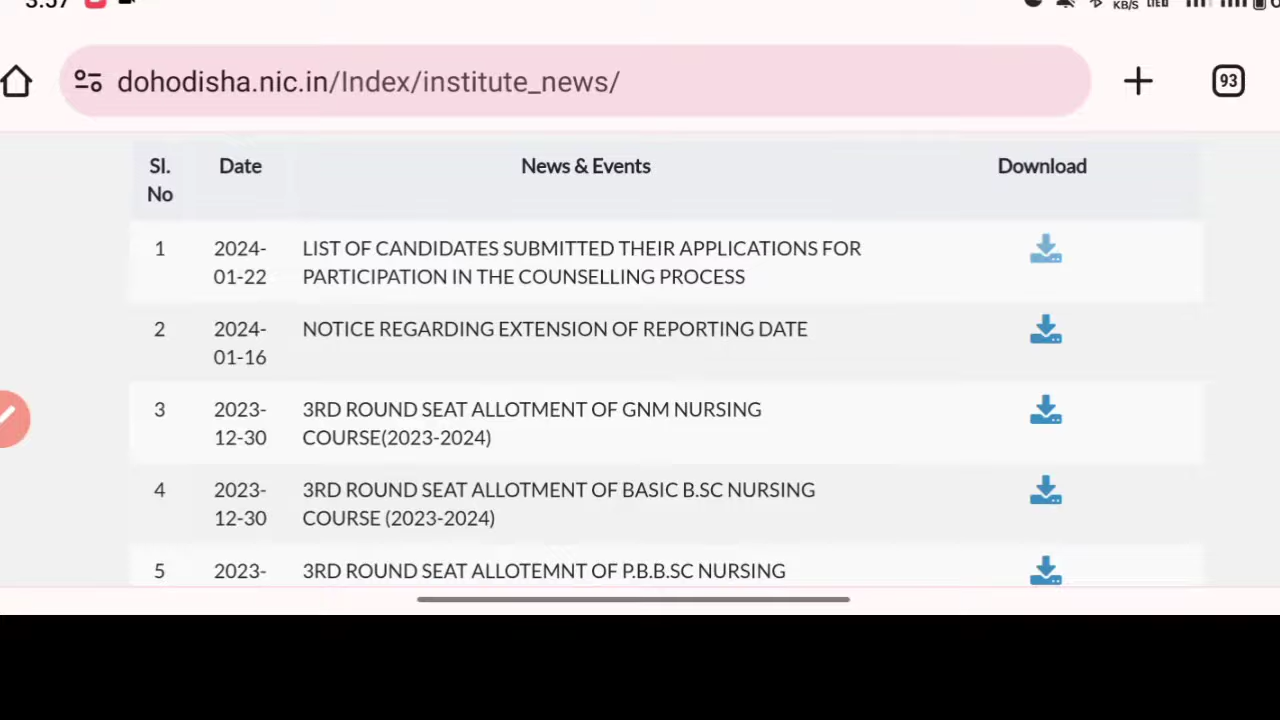 3:57
KB/S
dohodisha.nic.in/Index/institute_news/
93
Sl. No
Date
News & Events
Download
1
2024-
01-22
LIST OF CANDIDATES SUBMITTED THEIR APPLICATIONS FOR
PARTICIPATION IN THE COUNSELLING PROCESS
2
2024-
01-16
NOTICE REGARDING EXTENSION OF REPORTING DATE
3
2023-
12-30
3RD ROUND SEAT ALLOTMENT OF GNM NURSING
COURSE(2023-2024)
4
2023-
12-30
3RD ROUND SEAT ALLOTMENT OF BASIC B.SC NURSING
COURSE (2023-2024)
5
2023-
3RD ROUND SEAT ALLOTEMNT OF P.B.B.SC NURSING